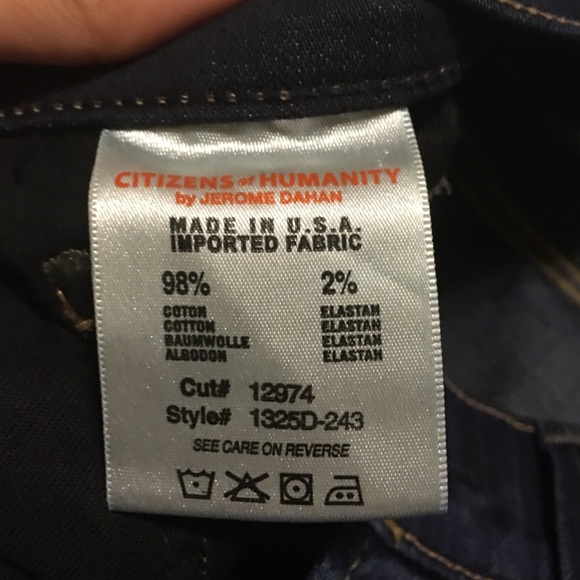 CITIZENS of HUMANITY
by JEROME DAHAN
MADE IN U.S.A.
IMPORTED FABRIC
98% 2%
COTON ELASTAN
COTTON ELASTAN
BAUMWOLLE ELASTAN
ALGODON ELASTAN
Cut# 12974
Style# 1325D-243
SEE CARE ON REVERSE